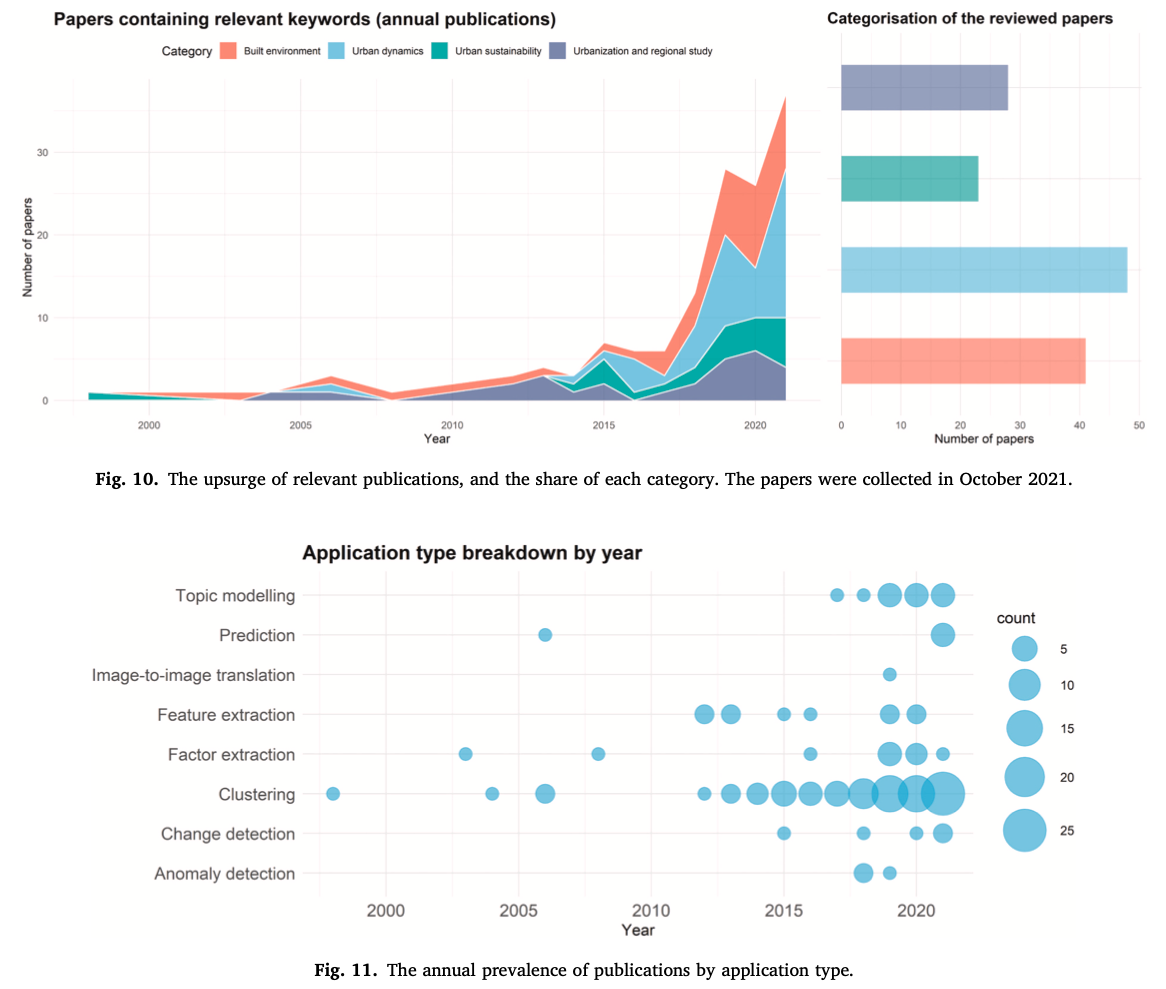 Papers containing relevant keywords (annual publications)
Category Built environment Urban dynamics Urban sustainability Urbanization and regional study
Number of papers
30
20
10
0
2000 2005 2010 2015 2020
Year
Categorisation of the reviewed papers
0 10 20 30 40 50
Number of papers
Fig. 10. The upsurge of relevant publications, and the share of each category. The papers were collected in October 2021.
Application type breakdown by year
Topic modelling
Prediction
Image-to-image translation
Feature extraction
Factor extraction
Clustering
Change detection
Anomaly detection
2000 2005 2010 2015 2020
Year
count
5
10
15
20
25
Fig. 11. The annual prevalence of publications by application type.